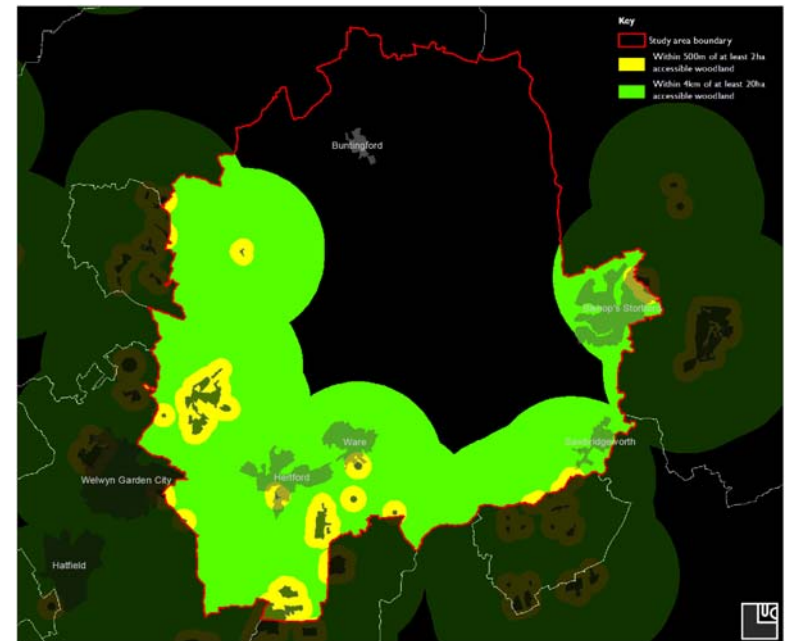 Key
Study area boundary
Within 500m of at least 2ha
accessible woodland
Within 4km of at least 20ha
accessible woodland
Buntingford
Bishop's Stortford
Ware
Sawbridgeworth
Hertford
Welwyn Garden City
Hatfield
LUC